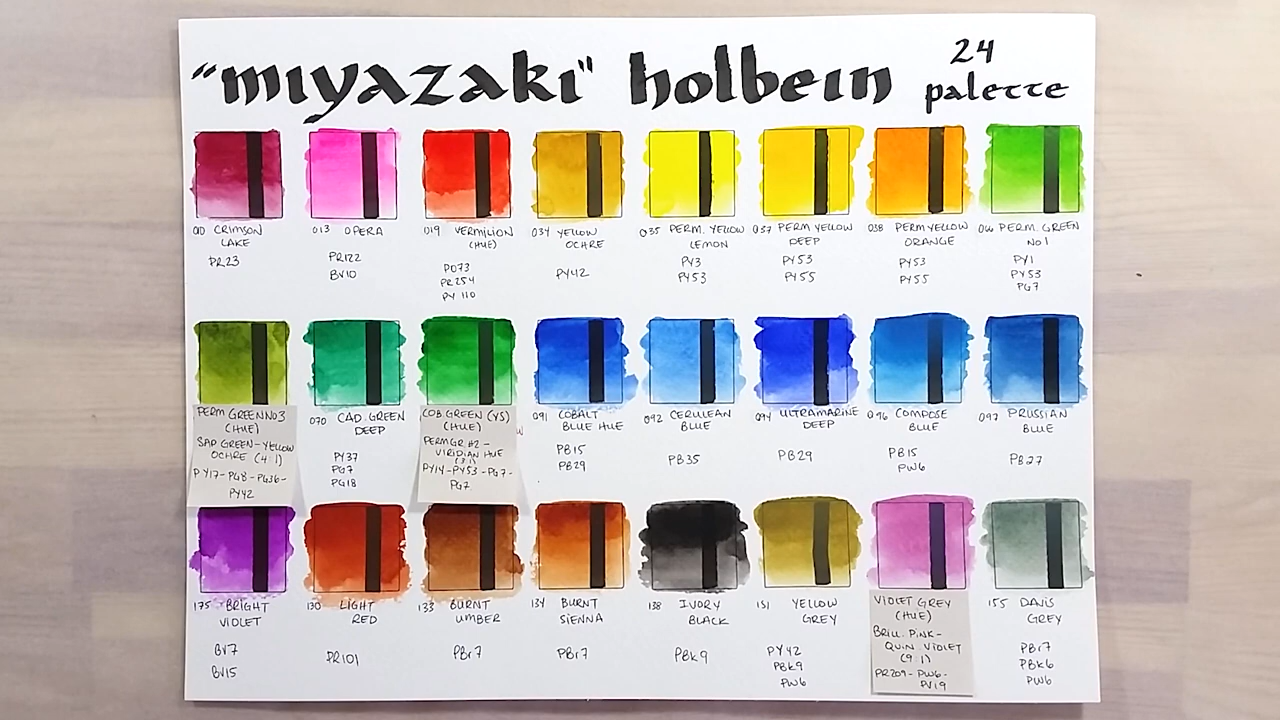 "miyazaki" holbein 24
palette
010 CRIMSON
LAKE
PR23
13 OPERA
PR122
BV10
019 VERMILION
(HUE)
PO73
PR254
PY 110
034 YELLOW
OCHRE
PY42
035 PERM. YELLOW
LEMON
PY3
PY53
037 PERM YELLOW
DEEP
PY53
PY55
038 PERM YELLOW
ORANGE
PY53
PY55
066 PERM. GREEN
No 1
PY1
PY53
PG7
PERM GREEN NO3
(HUE)
SAP GREEN - YELLOW
OCHRE (4:1)
PY17-PG8-PG36-
PY42
070 CAD GREEN
DEEP
PY37
PG7
PG18
COB GREEN (YS)
(HUE)
PERM GR #2 -
VIRIDIAN HUE
(3:1)
PY14-PY53-PG7-
PG7
091 COBALT
BLUE HUE
PB15
PB29
092 CERULEAN
BLUE
PB35
094 ULTRAMARINE
DEEP
PB29
096 COMPOSE
BLUE
PB15
PW6
097 PRUSSIAN
BLUE
PB27
175 BRIGHT
VIOLET
BV7
BV15
130 LIGHT
RED
PR101
133 BURNT
UMBER
PBr7
134 BURNT
SIENNA
PBr7
138 IVORY
BLACK
PBK9
151 YELLOW
GREY
PY42
PBK9
PW6
VIOLET GREY
(HUE)
BRILL. PINK -
QUIN VIOLET
(9:1)
PR209-PW6-
PV19
155 DAVIS
GREY
PBr7
PBK6
PW6